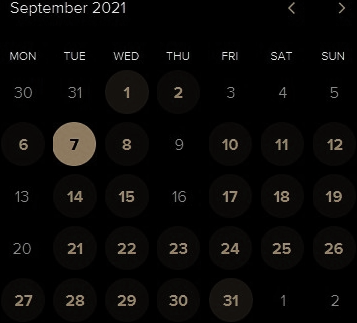 September 2021
MON TUE WED THU FRI SAT SUN
30 31 1 2 3 4 5
6 7 8 9 10 11 12
13 14 15 16 17 18 19
20 21 22 23 24 25 26
27 28 29 30 31 1 2